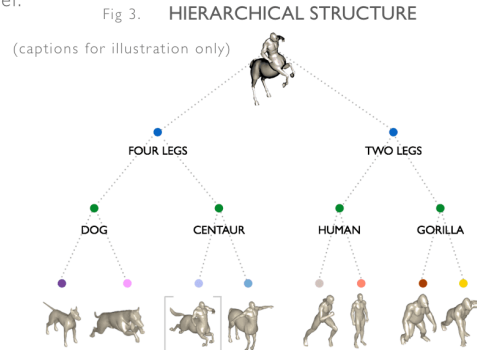 Fig 3. HIERARCHICAL STRUCTURE
(captions for illustration only)
FOUR LEGS TWO LEGS
DOG CENTAUR HUMAN GORILLA